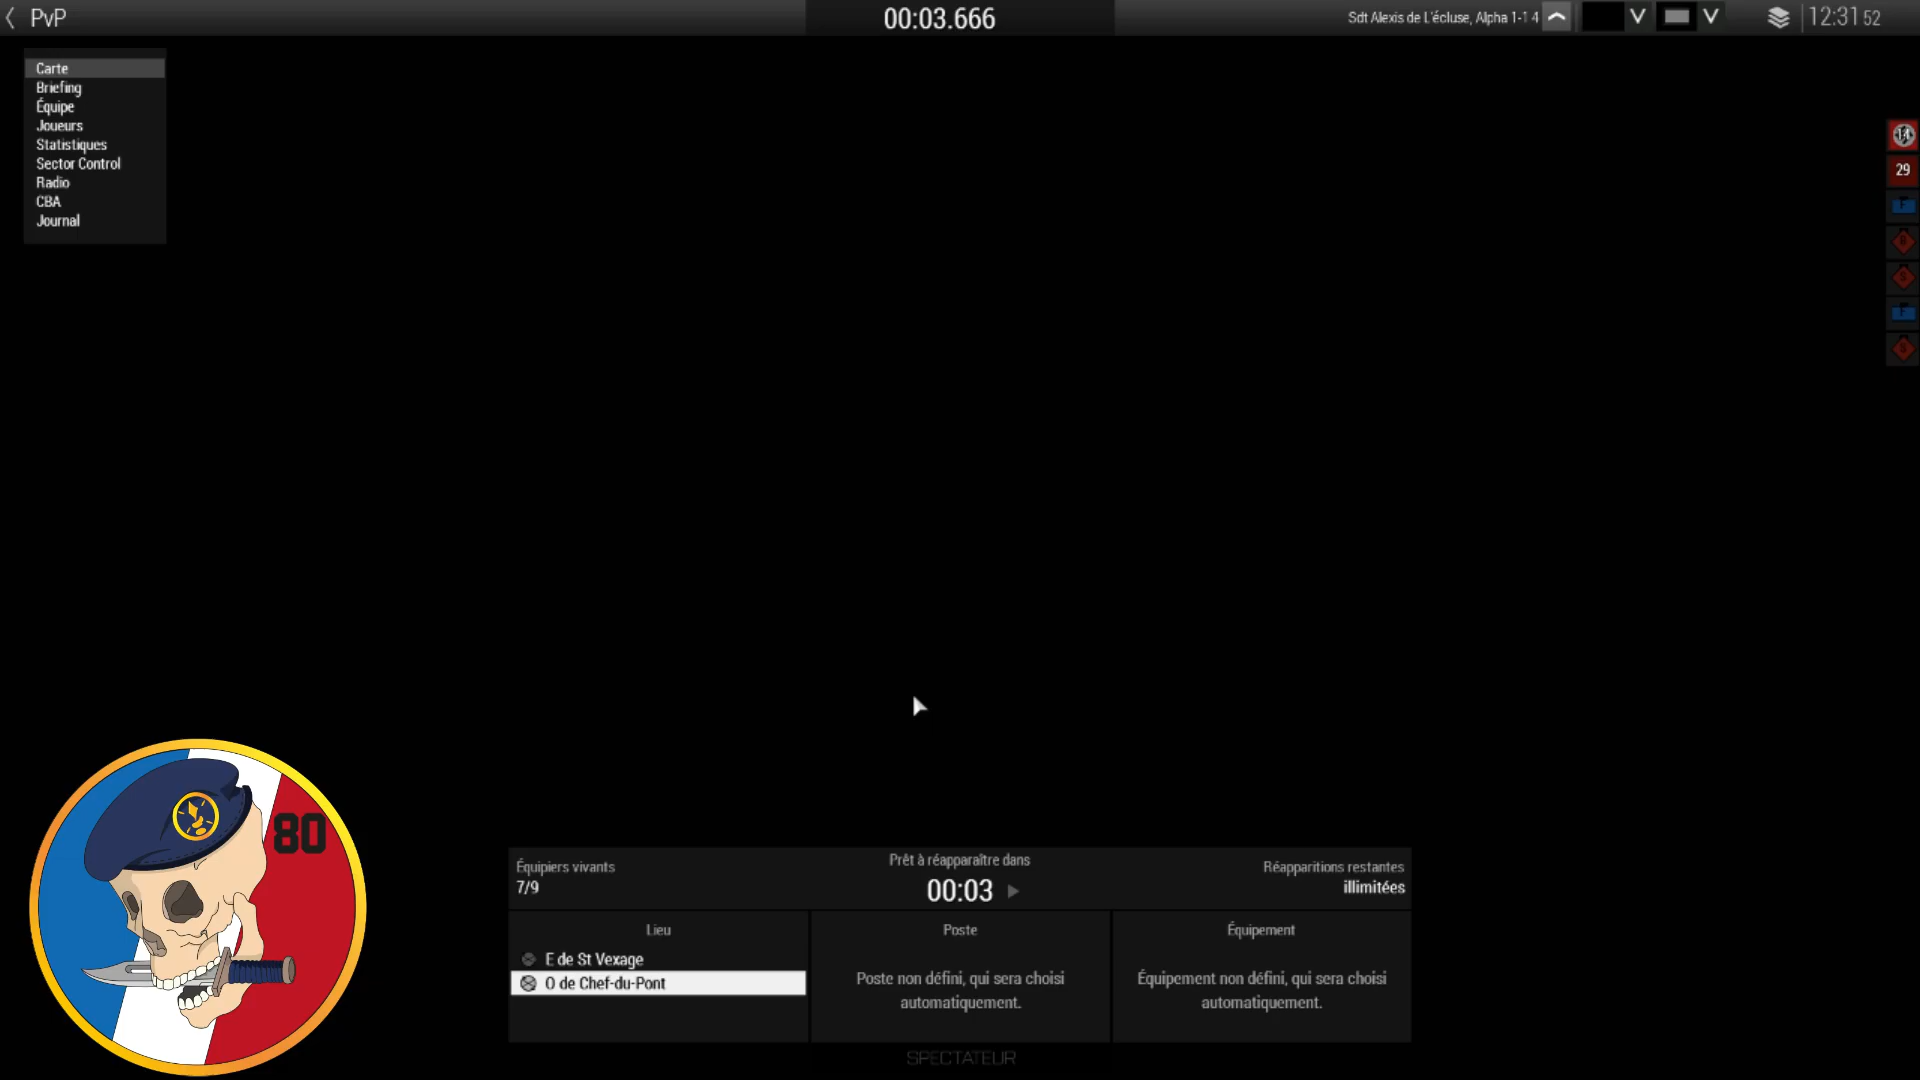 PvP
00:03.666
Sdt Alexis de L'écluse, Alpha 1-1 4
12:31 52
Carte
Briefing
Équipe
Joueurs
Statistiques
Sector Control
Radio
CBA
Journal
14
29
80
Équipiers vivants
7/9
Prêt à réapparaître dans
00:03
Réapparitions restantes
illimitées
Lieu
E de St Vexage
O de Chef-du-Pont
Poste
Poste non défini, qui sera choisi
automatiquement.
Équipement
Équipement non défini, qui sera choisi
automatiquement.
SPECTATEUR